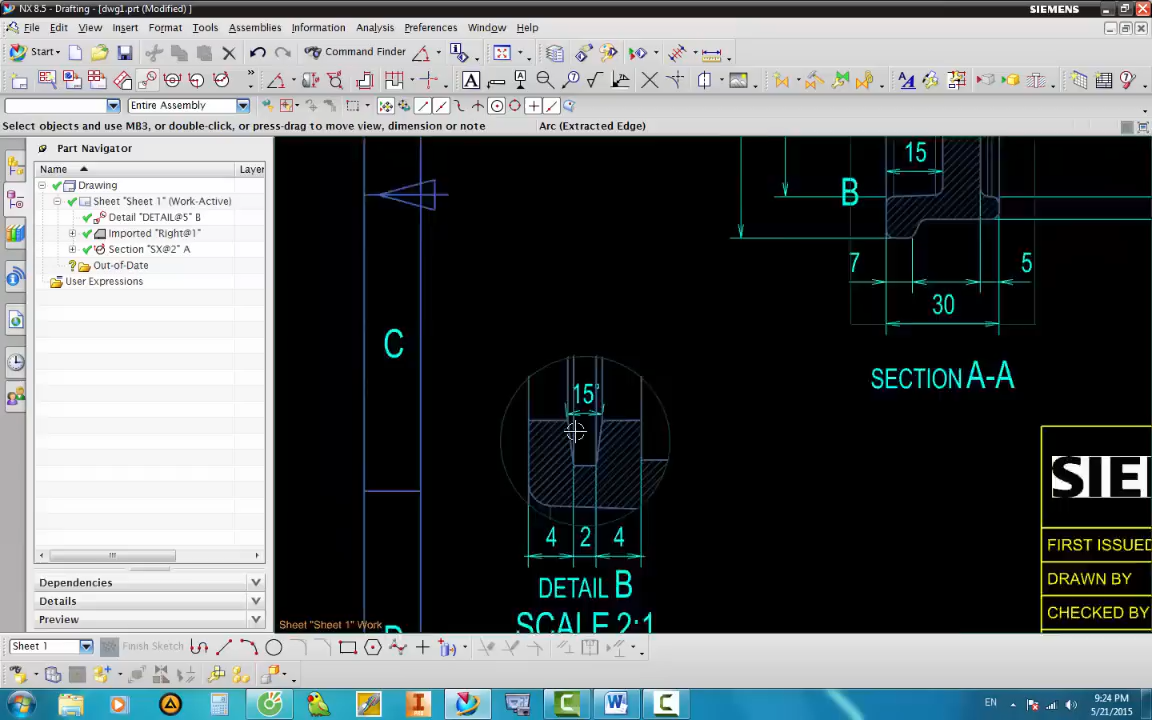 NX 8.5 - Drafting - [dwg1.prt (Modified) ]
SIEMENS
File Edit View Insert Format Tools Assemblies Information Analysis Preferences Window Help
Start
Command Finder
Entire Assembly
Select objects and use MB3, or double-click, or press-drag to move view, dimension or note
Arc (Extracted Edge)
Part Navigator
Name
Layer
Drawing
Sheet "Sheet 1" (Work-Active)
Detail "DETAIL@5" B
Imported "Right@1"
Section "SX@2" A
Out-of-Date
User Expressions
Dependencies
Details
Preview
15
B
7
5
30
SECTION A-A
C
15°
4 2 4
DETAIL B
SCALE 2:1
SIE
FIRST ISSUED
DRAWN BY
CHECKED BY
Sheet "Sheet 1" Work
Sheet 1
Finish Sketch
EN
9:24 PM
5/21/2015